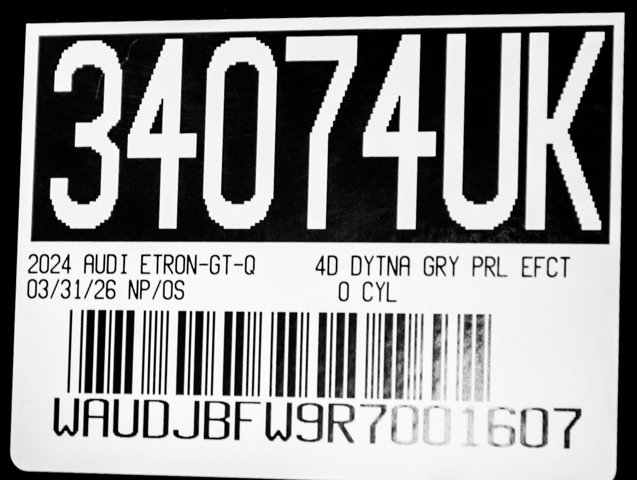 34074UK
2024 AUDI ETRON-GT-Q 4D DYTNA GRY PRL EFCT
03/31/26 NP/OS 0 CYL
WAUDJBFW9R7001607